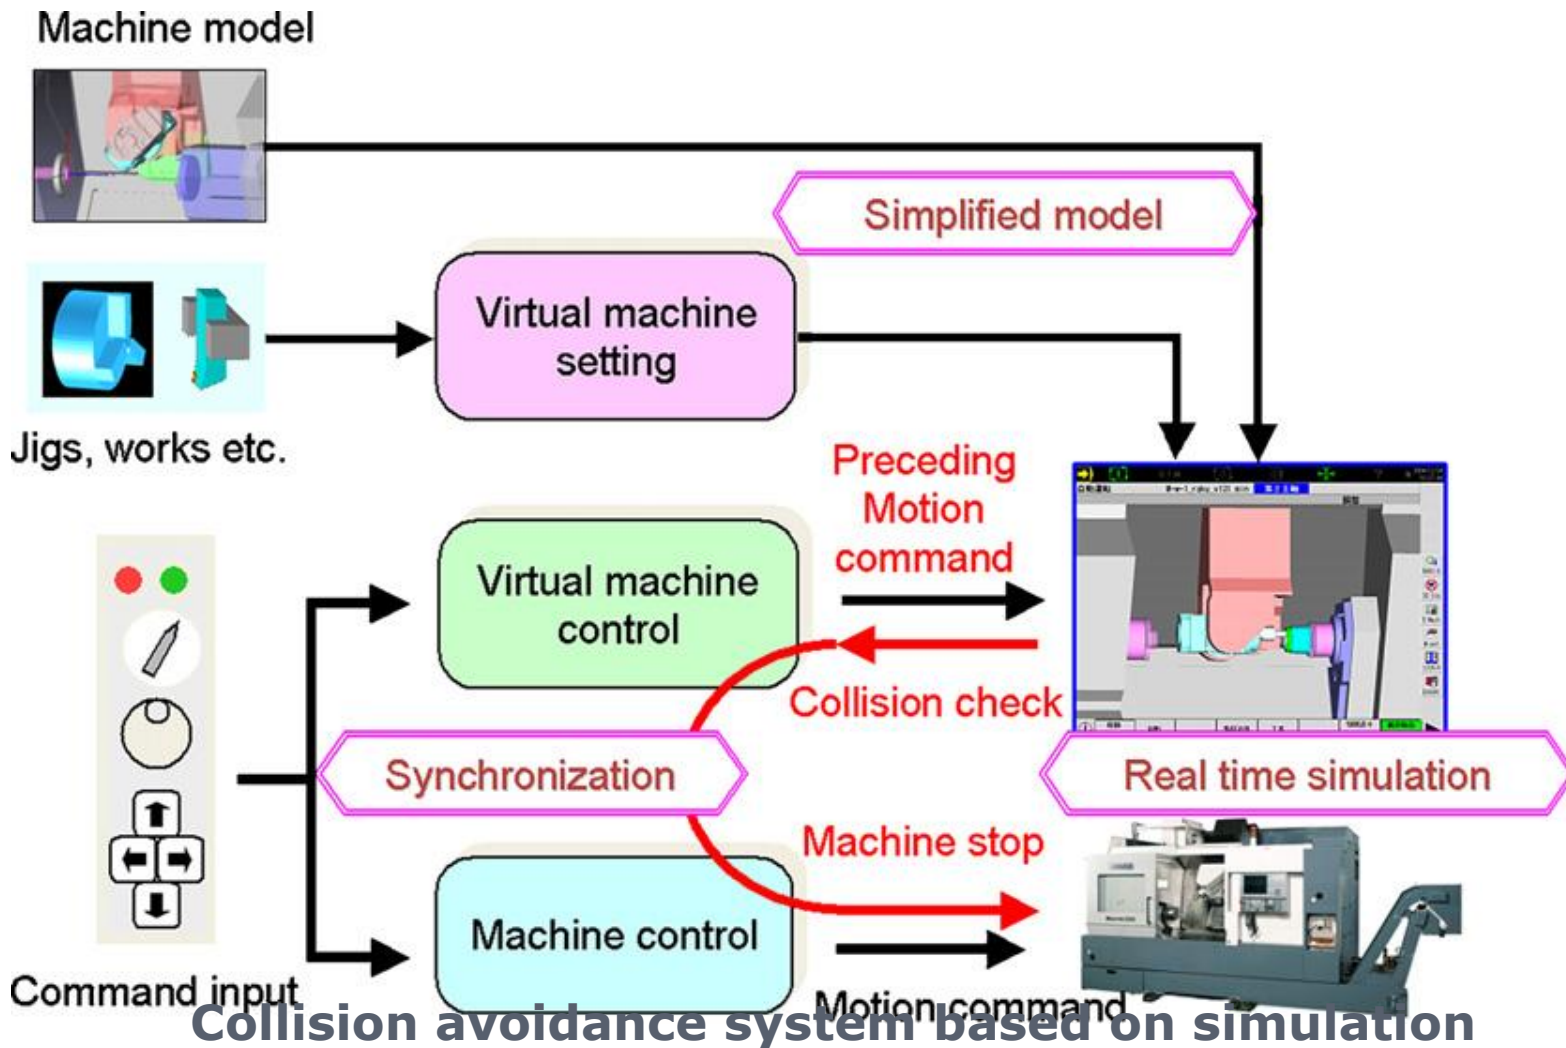 Machine model
Simplified model
Virtual machine
setting
Jigs, works etc.
Preceding
Motion
command
Virtual machine
control
Collision check
Synchronization
Real time simulation
Machine stop
Machine control
Command input
Motion command
Collision avoidance system based on simulation